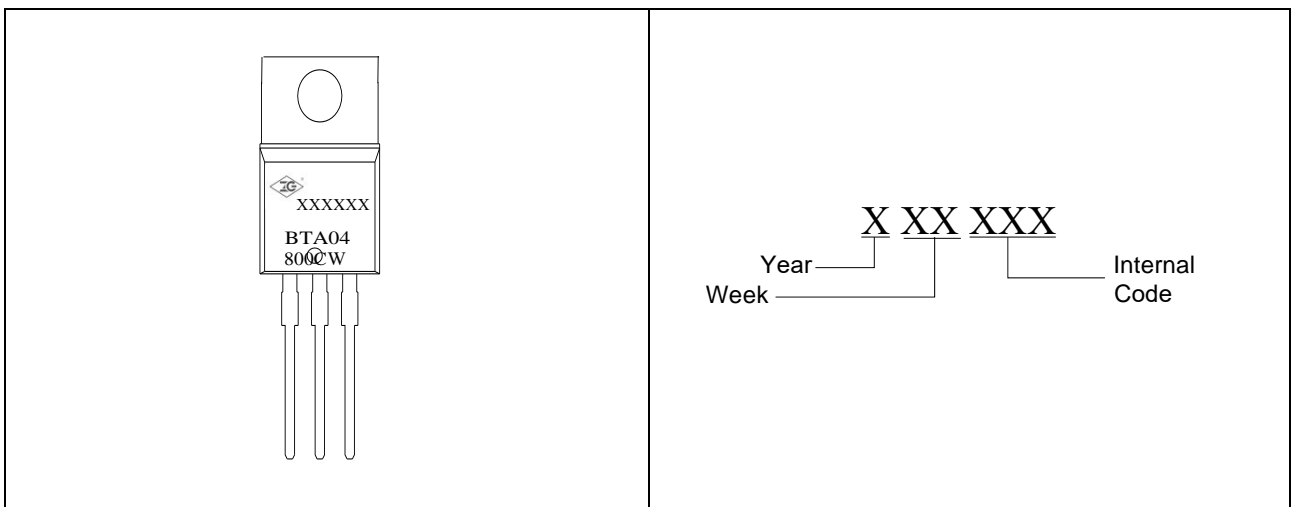 XXXXXX
BTA04
800CW
X XX XXX
Year
Week
Internal
Code